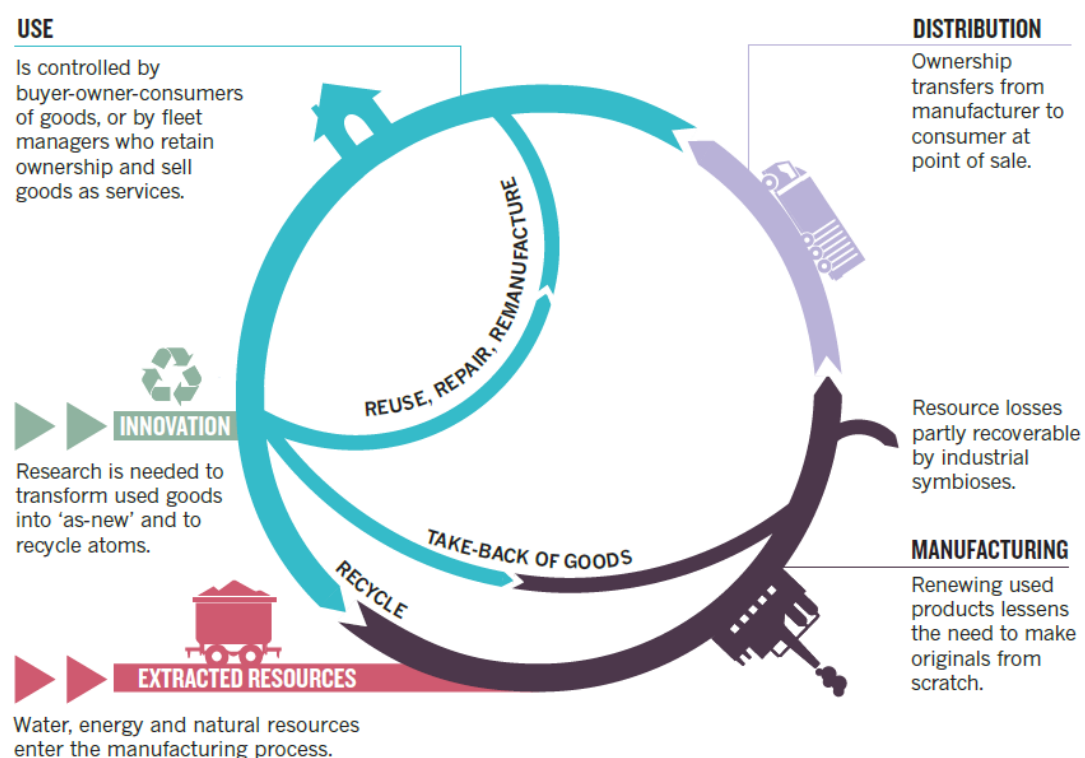 USE
Is controlled by
buyer-owner-consumers
of goods, or by fleet
managers who retain
ownership and sell
goods as services.
DISTRIBUTION
Ownership
transfers from
manufacturer to
consumer at
point of sale.
REUSE, REPAIR, REMANUFACTURE
INNOVATION
Research is needed to
transform used goods
into ‘as-new’ and to
recycle atoms.
Resource losses
partly recoverable
by industrial
symbioses.
TAKE-BACK OF GOODS
RECYCLE
MANUFACTURING
Renewing used
products lessens
the need to make
originals from
scratch.
EXTRACTED RESOURCES
Water, energy and natural resources
enter the manufacturing process.